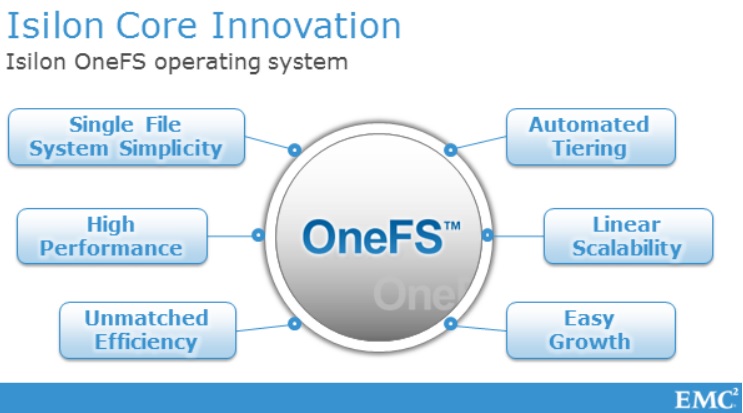 Isilon Core Innovation
Isilon OneFS operating system
Single File
System Simplicity
Automated
Tiering
High
Performance
OneFS™
Linear
Scalability
OneF
Unmatched
Efficiency
Easy
Growth
EMC²